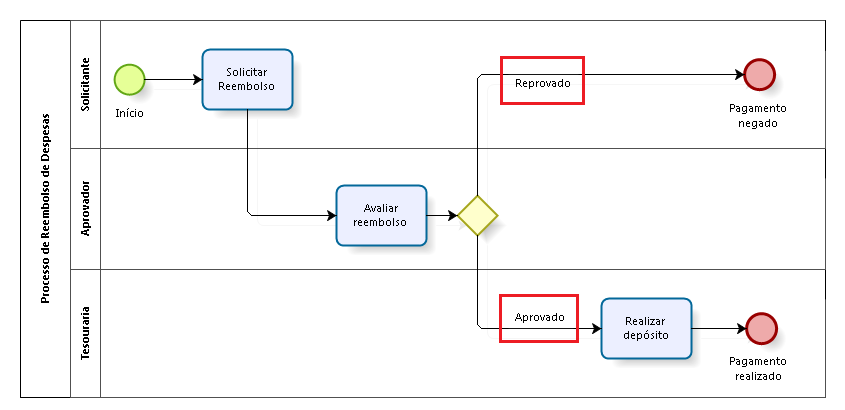 Processo de Reembolso de Despesas
Solicitante
Início
Solicitar
Reembolso
Reprovado
Pagamento
negado
Aprovador
Avaliar
reembolso
Tesouraria
Aprovado
Realizar
depósito
Pagamento
realizado